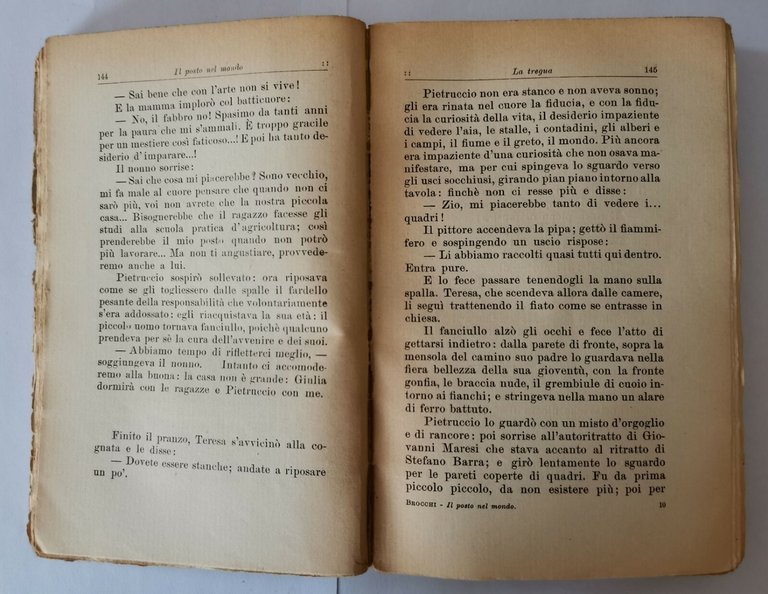 144 Il posto nel mondo ::
— Sai bene che con l'arte non si vive!
E la mamma implorò col batticuore:
— No, il fabbro no! Spasimo da tanti anni
per la paura che mi s'ammali. È troppo gracile
per un mestiere così faticoso...! E poi ha tanto de-
siderio d'imparare...!
Il nonno sorrise:
— Sai che cosa mi piacerebbe? Sono vecchio,
mi fa male al cuore pensare che quando non ci
sarò più, voi non avrete che la nostra piccola
casa... Bisognerebbe che il ragazzo facesse gli
studi alla scuola pratica d'agricoltura; così
prenderebbe il mio posto quando non potrò
più lavorare... Ma non ti angustiare, provvede-
remo anche a lui.
Pietruccio sospirò sollevato: ora riposava
come se gli togliessero dalle spalle il fardello
pesante della responsabilità che volontariamente
s'era addossato: egli riacquistava la sua età: il
piccolo uomo tornava fanciullo, poichè qualcuno
prendeva per sè la cura dell'avvenire e dei suoi.
— Abbiamo tempo di rifletterci meglio, —
soggiungeva il nonno. Intanto ci accomode-
remo alla buona: la casa non è grande: Giulia
dormirà con le ragazze e Pietruccio con me.
Finito il pranzo, Teresa s'avvicinò alla co-
gnata e le disse:
— Dovete essere stanche; andate a riposare
un po'.
:: La tregua 145
Pietruccio non era stanco e non aveva sonno;
gli era rinata nel cuore la fiducia, e con la fidu-
cia la curiosità della vita, il desiderio impaziente
di vedere l'aia, le stalle, i contadini, gli alberi e
i campi, il fiume e il greto, il mondo. Più ancora
era impaziente d'una curiosità che non osava ma-
nifestare, ma per cui spingeva lo sguardo verso
gli usci socchiusi, girando pian piano intorno alla
tavola: finchè non ci resse più e disse:
— Zio, mi piacerebbe tanto di vedere i...
quadri!
Il pittore accendeva la pipa; gettò il fiammi-
fero e sospingendo un uscio rispose:
— Li abbiamo raccolti quasi tutti qui dentro.
Entra pure.
E lo fece passare tenendogli la mano sulla
spalla. Teresa, che scendeva allora dalle camere,
li seguì trattenendo il fiato come se entrasse in
chiesa.
Il fanciullo alzò gli occhi e fece l'atto di
gettarsi indietro: dalla parete di fronte, sopra la
mensola del camino suo padre lo guardava nella
fiera bellezza della sua gioventù, con la fronte
gonfia, le braccia nude, il grembiule di cuoio in-
torno ai fianchi; e stringeva nella mano un alare
di ferro battuto.
Pietruccio lo guardò con un misto d'orgoglio
e di rancore: poi sorrise all'autoritratto di Gio-
vanni Maresi che stava accanto al ritratto di
Stefano Barra; e girò lentamente lo sguardo
per le pareti coperte di quadri. Fu da prima
piccolo piccolo, da non esistere più; poi per
BROCCHI - Il posto nel mondo. 10